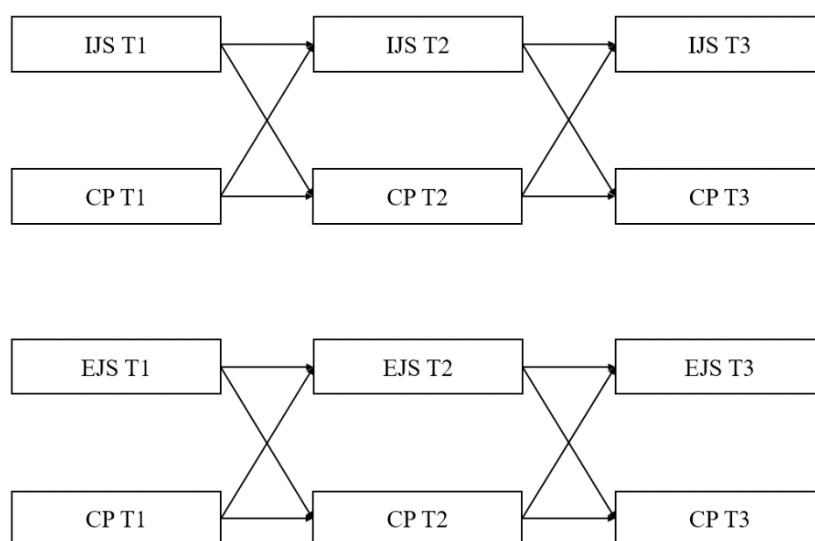 IJS T1
IJS T2
IJS T3
CP T1
CP T2
CP T3
EJS T1
EJS T2
EJS T3
CP T1
CP T2
CP T3